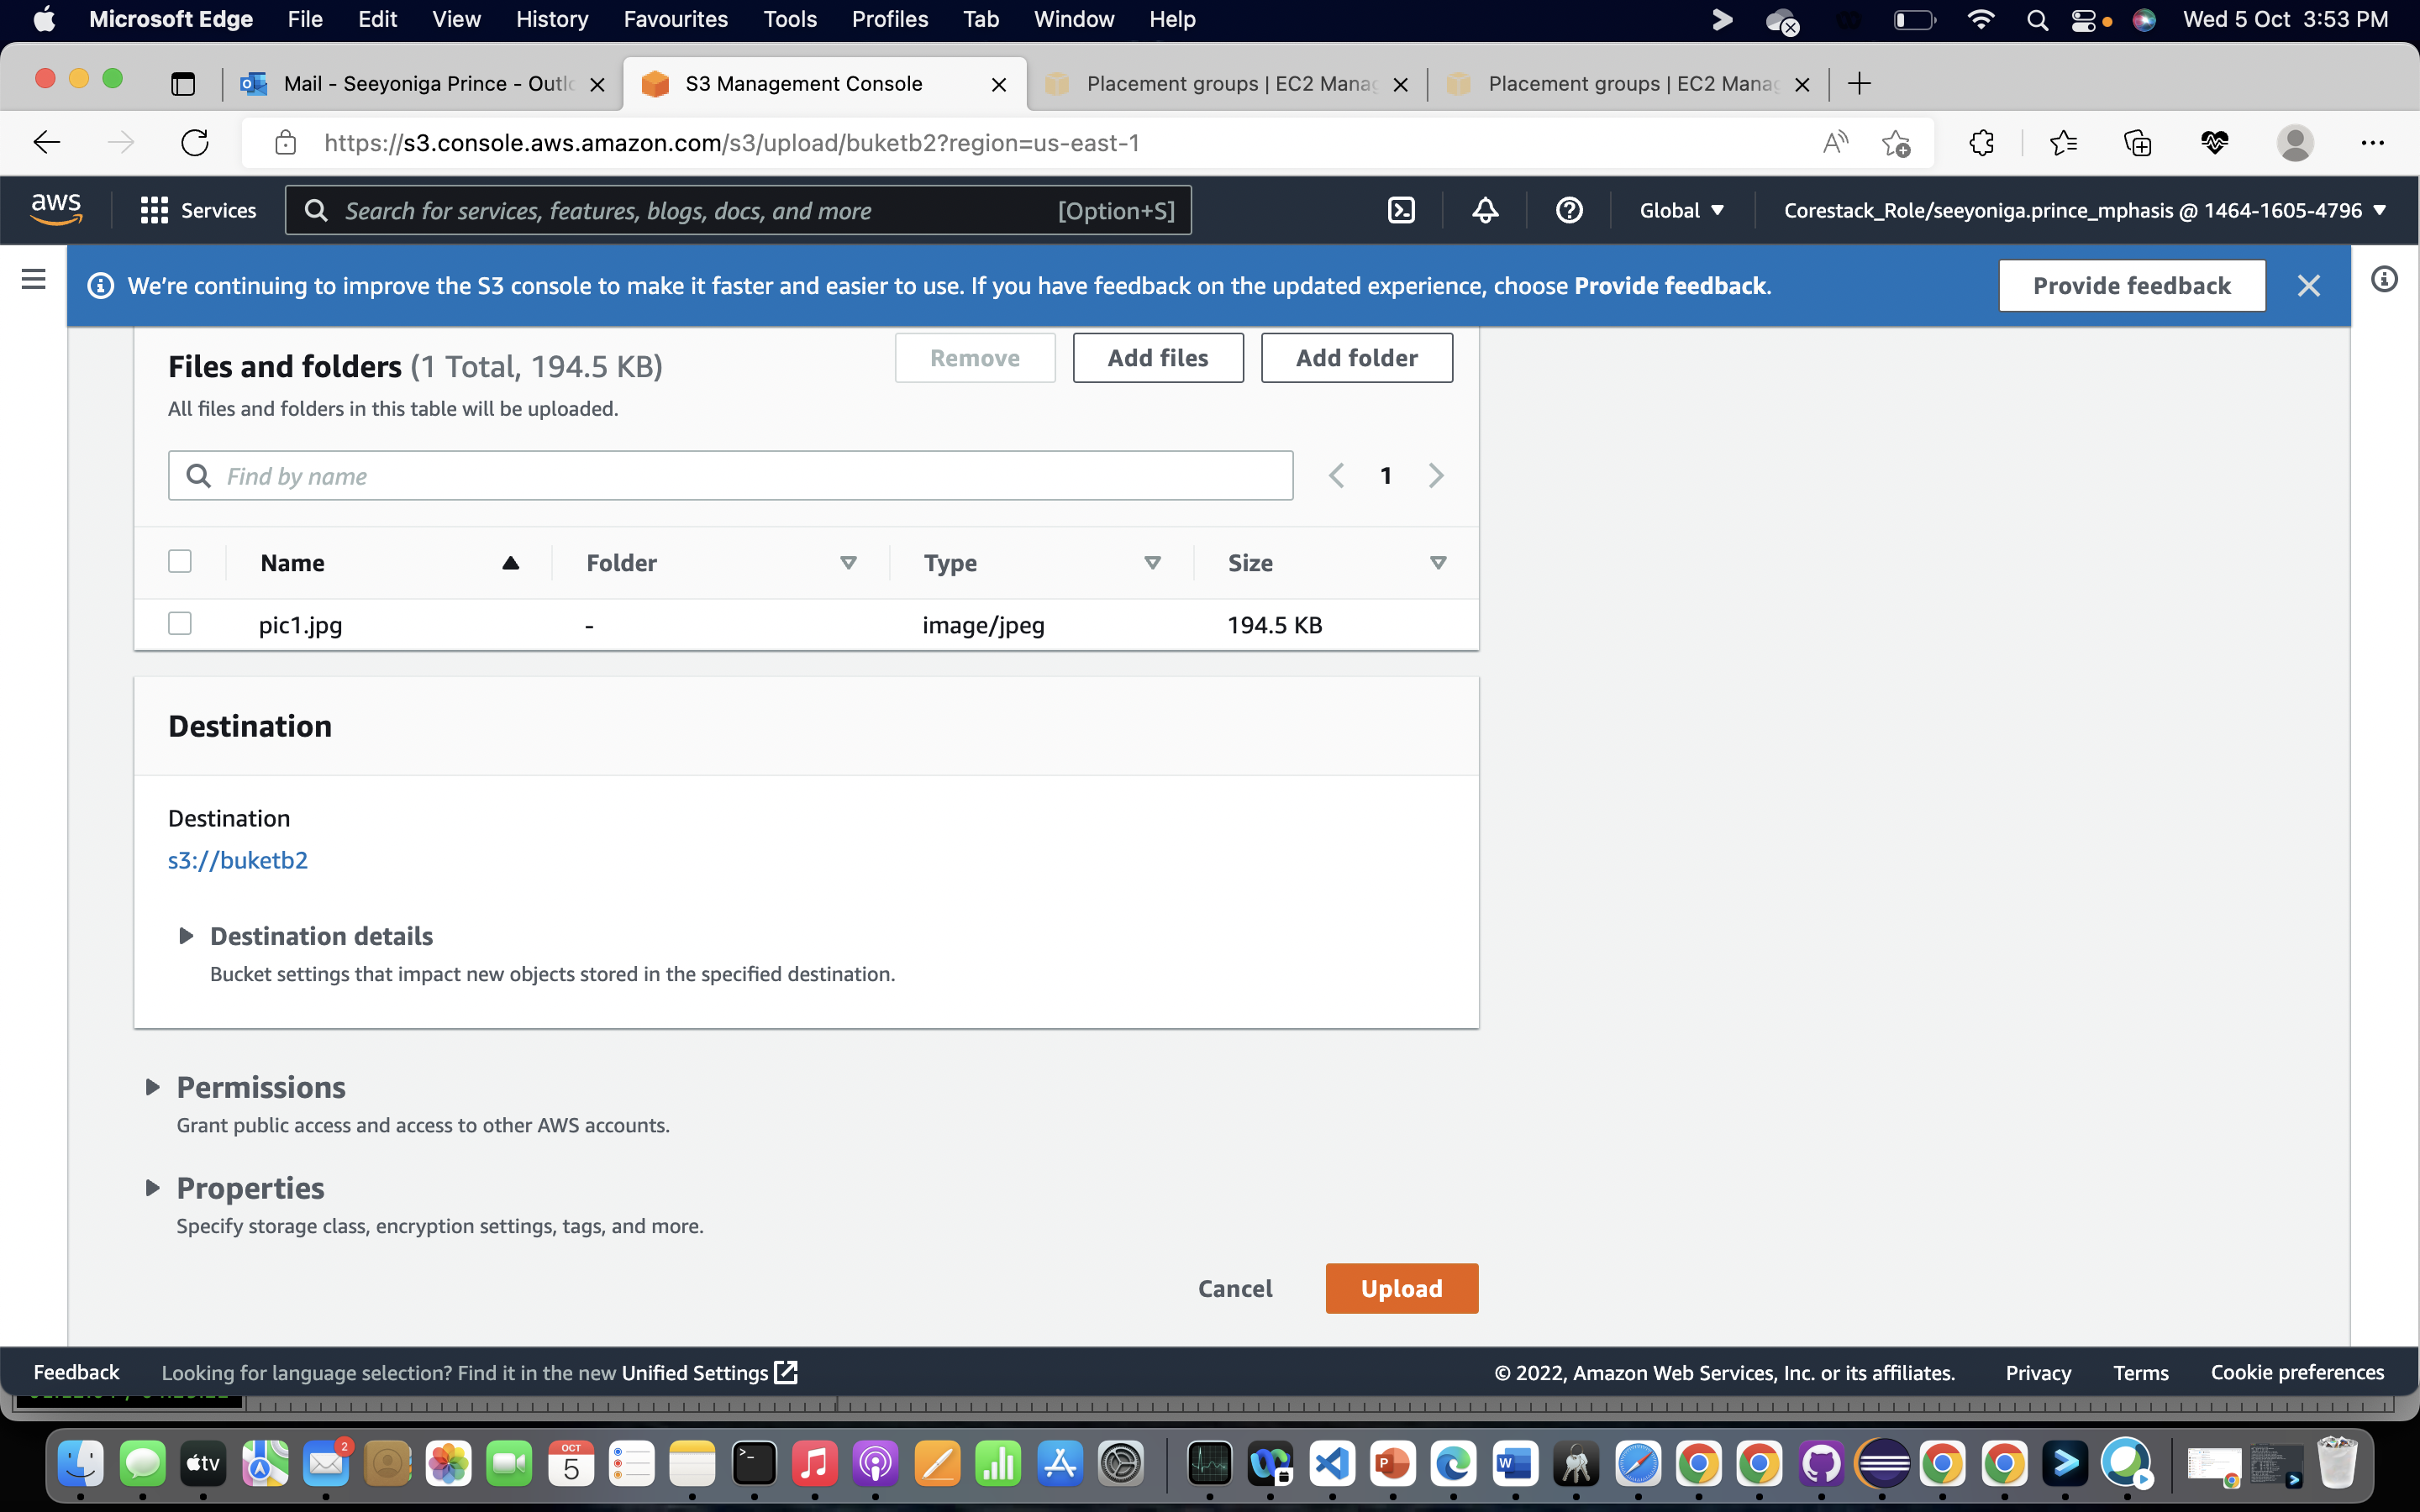 Microsoft Edge File Edit View History Favourites Tools Profiles Tab Window Help Wed 5 Oct 3:53 PM
Mail - Seeyoniga Prince - Outlo S3 Management Console Placement groups | EC2 Manag Placement groups | EC2 Manag
https://s3.console.aws.amazon.com/s3/upload/buketb2?region=us-east-1
aws Services Search for services, features, blogs, docs, and more [Option+S] Global Corestack_Role/seeyoniga.prince_mphasis @ 1464-1605-4796
We're continuing to improve the S3 console to make it faster and easier to use. If you have feedback on the updated experience, choose Provide feedback. Provide feedback
Files and folders (1 Total, 194.5 KB) Remove Add files Add folder
All files and folders in this table will be uploaded.
Find by name 1
Name Folder Type Size
pic1.jpg - image/jpeg 194.5 KB
Destination
Destination
s3://buketb2
Destination details
Bucket settings that impact new objects stored in the specified destination.
Permissions
Grant public access and access to other AWS accounts.
Properties
Specify storage class, encryption settings, tags, and more.
Cancel Upload
Feedback Looking for language selection? Find it in the new Unified Settings © 2022, Amazon Web Services, Inc. or its affiliates. Privacy Terms Cookie preferences
tv 2 OCT 5